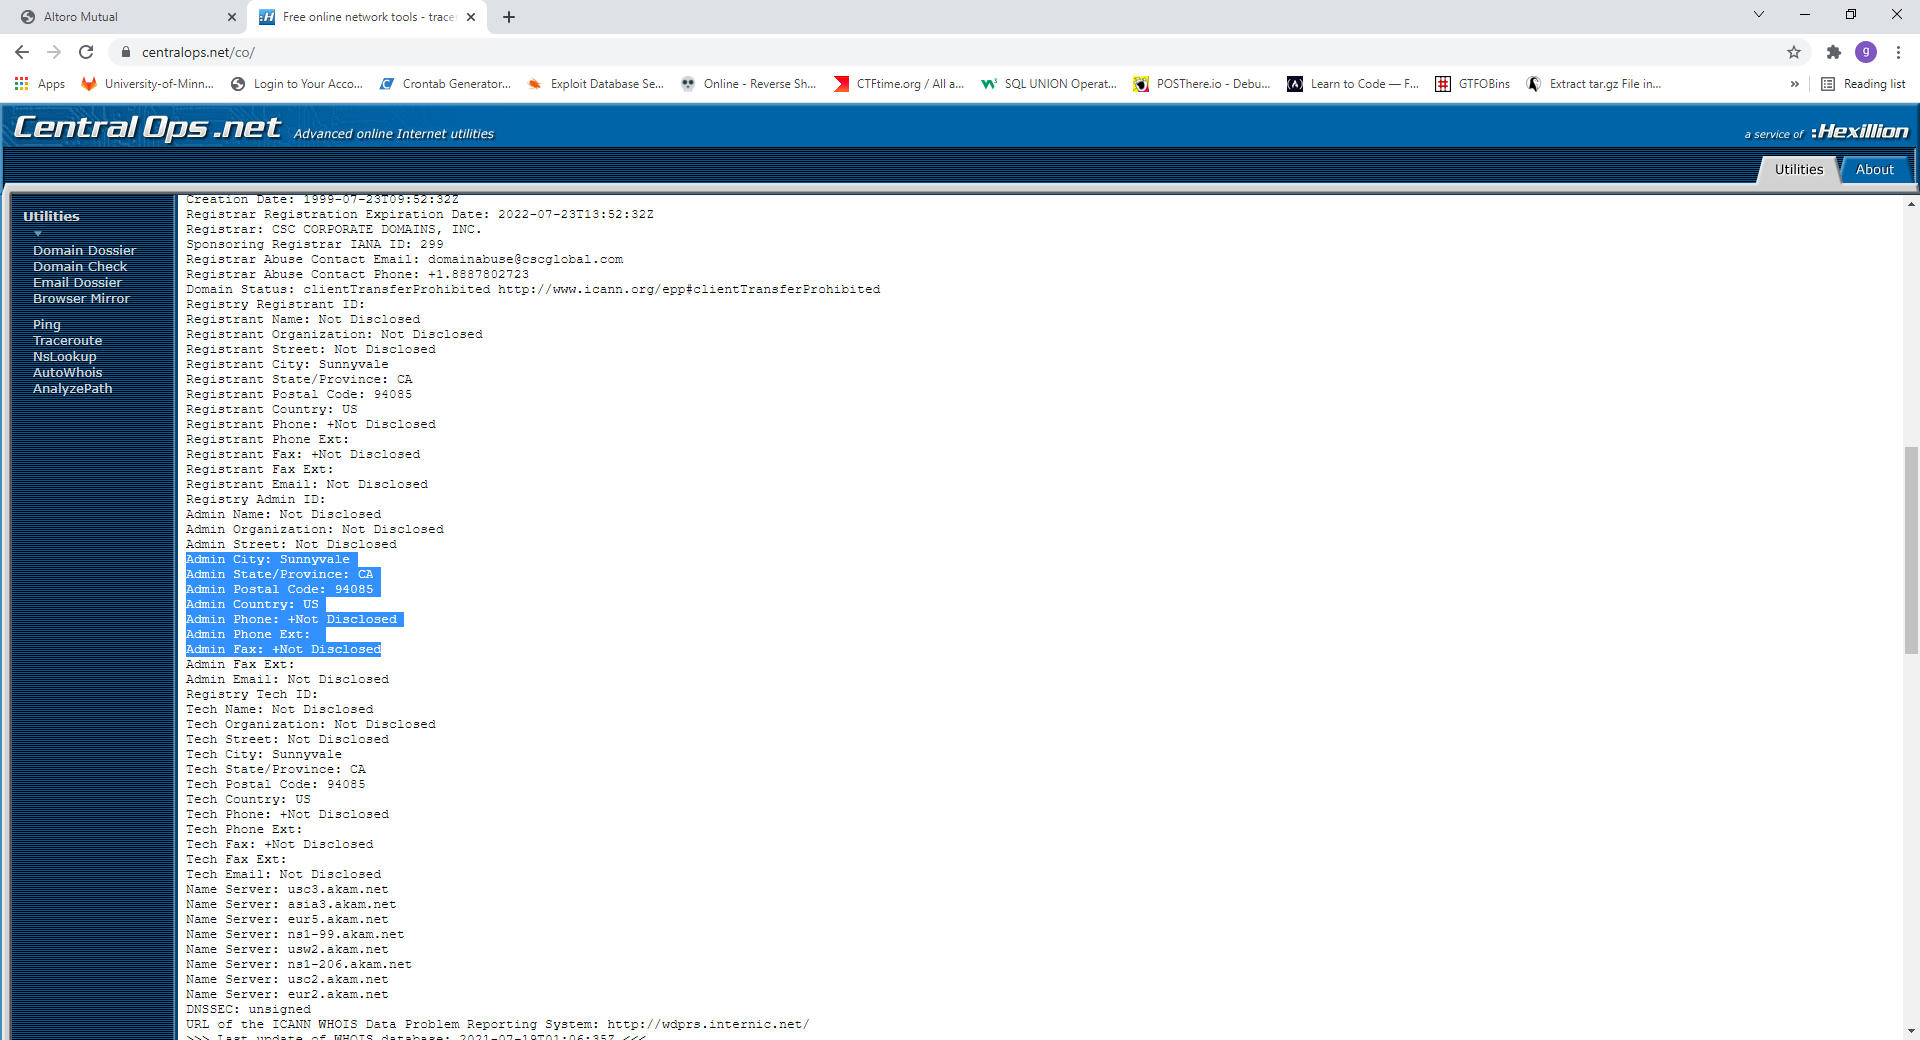 Altoro Mutual
Free online network tools - tracer
centralops.net/co/
g
Apps
University-of-Minn...
Login to Your Acco...
Crontab Generator...
Exploit Database Se...
Online - Reverse Sh...
CTFtime.org / All a...
SQL UNION Operat...
POSThere.io - Debu...
Learn to Code — F...
GTFOBins
Extract tar.gz File in...
»
Reading list
Central Ops .net Advanced online Internet utilities
a service of :Hexillion
Utilities
About
Utilities
Domain Dossier
Domain Check
Email Dossier
Browser Mirror
Ping
Traceroute
NsLookup
AutoWhois
AnalyzePath
Creation Date: 1999-07-23T09:52:32Z
Registrar Registration Expiration Date: 2022-07-23T13:52:32Z
Registrar: CSC CORPORATE DOMAINS, INC.
Sponsoring Registrar IANA ID: 299
Registrar Abuse Contact Email: domainabuse@cscglobal.com
Registrar Abuse Contact Phone: +1.8887802723
Domain Status: clientTransferProhibited http://www.icann.org/epp#clientTransferProhibited
Registry Registrant ID:
Registrant Name: Not Disclosed
Registrant Organization: Not Disclosed
Registrant Street: Not Disclosed
Registrant City: Sunnyvale
Registrant State/Province: CA
Registrant Postal Code: 94085
Registrant Country: US
Registrant Phone: +Not Disclosed
Registrant Phone Ext:
Registrant Fax: +Not Disclosed
Registrant Fax Ext:
Registrant Email: Not Disclosed
Registry Admin ID:
Admin Name: Not Disclosed
Admin Organization: Not Disclosed
Admin Street: Not Disclosed
Admin City: Sunnyvale
Admin State/Province: CA
Admin Postal Code: 94085
Admin Country: US
Admin Phone: +Not Disclosed
Admin Phone Ext:
Admin Fax: +Not Disclosed
Admin Fax Ext:
Admin Email: Not Disclosed
Registry Tech ID:
Tech Name: Not Disclosed
Tech Organization: Not Disclosed
Tech Street: Not Disclosed
Tech City: Sunnyvale
Tech State/Province: CA
Tech Postal Code: 94085
Tech Country: US
Tech Phone: +Not Disclosed
Tech Phone Ext:
Tech Fax: +Not Disclosed
Tech Fax Ext:
Tech Email: Not Disclosed
Name Server: usc3.akam.net
Name Server: asia3.akam.net
Name Server: eur5.akam.net
Name Server: ns1-99.akam.net
Name Server: usw2.akam.net
Name Server: ns1-206.akam.net
Name Server: usc2.akam.net
Name Server: eur2.akam.net
DNSSEC: unsigned
URL of the ICANN WHOIS Data Problem Reporting System: http://wdprs.internic.net/
>>> Last update of WHOIS database: 2021-07-19T01:06:35Z <<<